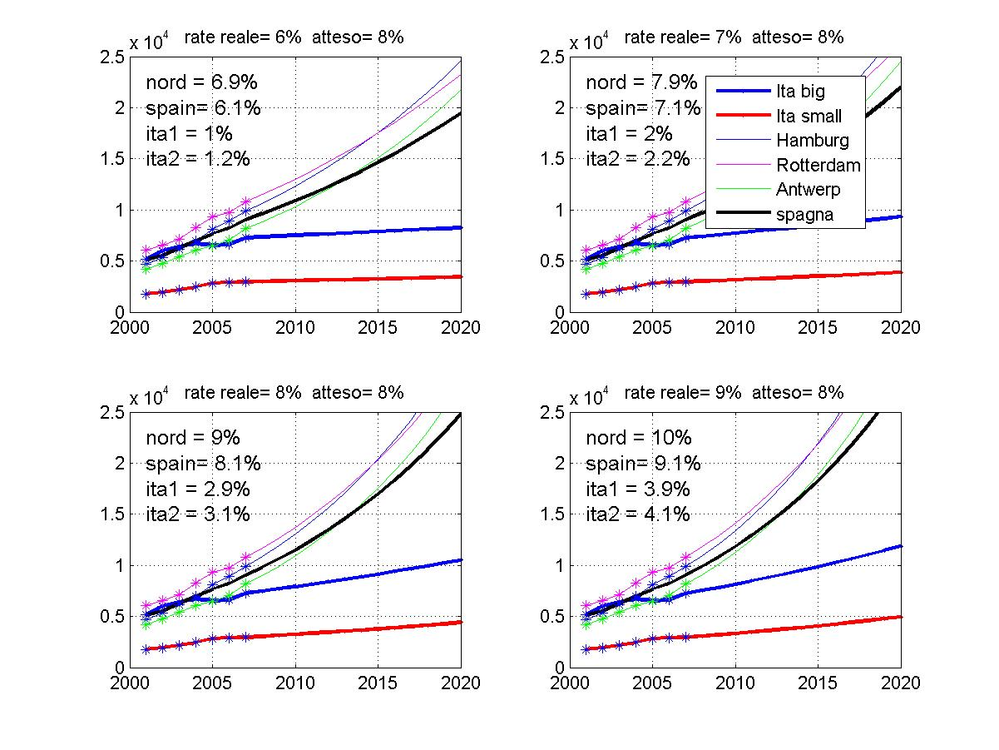 x 10^4 rate reale= 6% atteso= 8%
2.5
2
1.5
1
0.5
0
nord = 6.9%
spain= 6.1%
ita1 = 1%
ita2 = 1.2%
2000 2005 2010 2015 2020
x 10^4 rate reale= 7% atteso= 8%
2.5
2
1.5
1
0.5
0
nord = 7.9%
spain= 7.1%
ita1 = 2%
ita2 = 2.2%
Ita big
Ita small
Hamburg
Rotterdam
Antwerp
spagna
2000 2005 2010 2015 2020
x 10^4 rate reale= 8% atteso= 8%
2.5
2
1.5
1
0.5
0
nord = 9%
spain= 8.1%
ita1 = 2.9%
ita2 = 3.1%
2000 2005 2010 2015 2020
x 10^4 rate reale= 9% atteso= 8%
2.5
2
1.5
1
0.5
0
nord = 10%
spain= 9.1%
ita1 = 3.9%
ita2 = 4.1%
2000 2005 2010 2015 2020